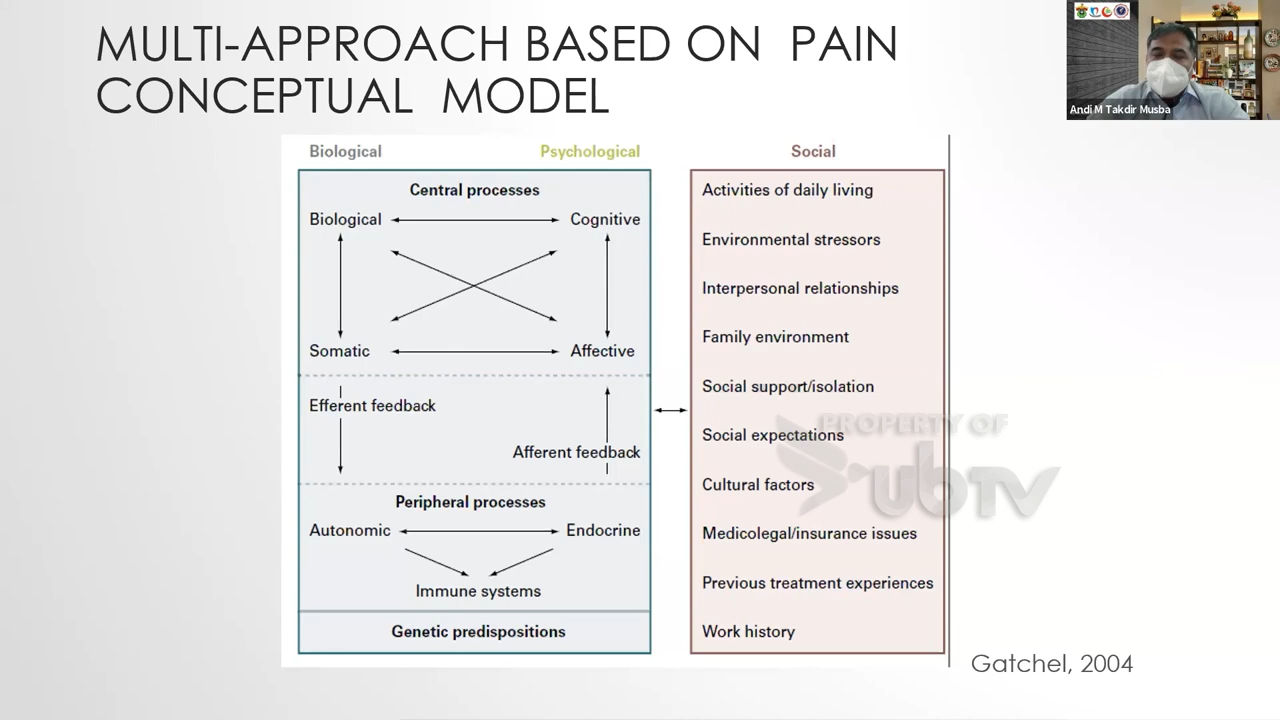 MULTI-APPROACH BASED ON PAIN
CONCEPTUAL MODEL
Andi M Takdir Musba
Biological
Psychological
Social
Central processes
Biological
Cognitive
Somatic
Affective
Efferent feedback
Afferent feedback
Peripheral processes
Autonomic
Endocrine
Immune systems
Genetic predispositions
Activities of daily living
Environmental stressors
Interpersonal relationships
Family environment
Social support/isolation
Social expectations
Cultural factors
Medicolegal/insurance issues
Previous treatment experiences
Work history
PROPERTY OF
UBTV
Gatchel, 2004